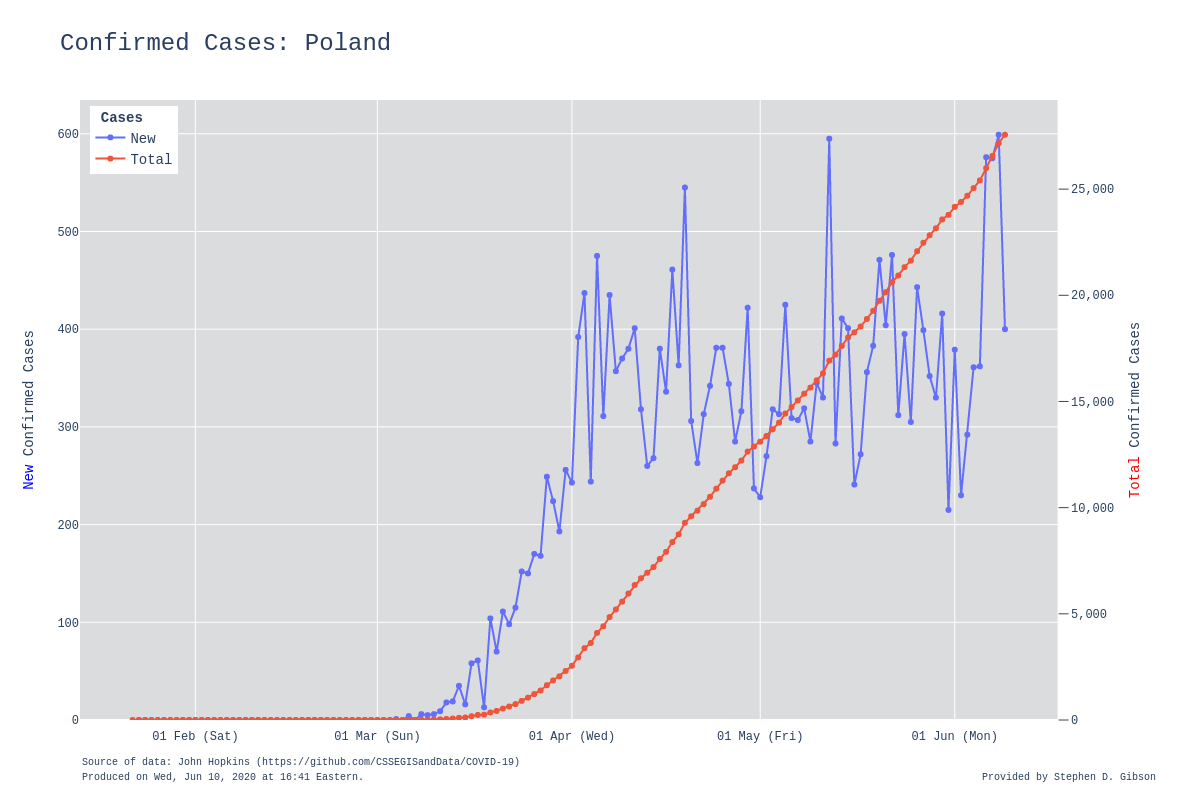 Confirmed Cases: Poland
Cases
New
Total
600
500
400
300
200
100
0
25,000
20,000
15,000
10,000
5,000
0
New Confirmed Cases
Total Confirmed Cases
01 Feb (Sat)
01 Mar (Sun)
01 Apr (Wed)
01 May (Fri)
01 Jun (Mon)
Source of data: John Hopkins (https://github.com/CSSEGISandData/COVID-19)
Produced on Wed, Jun 10, 2020 at 16:41 Eastern.
Provided by Stephen D. Gibson